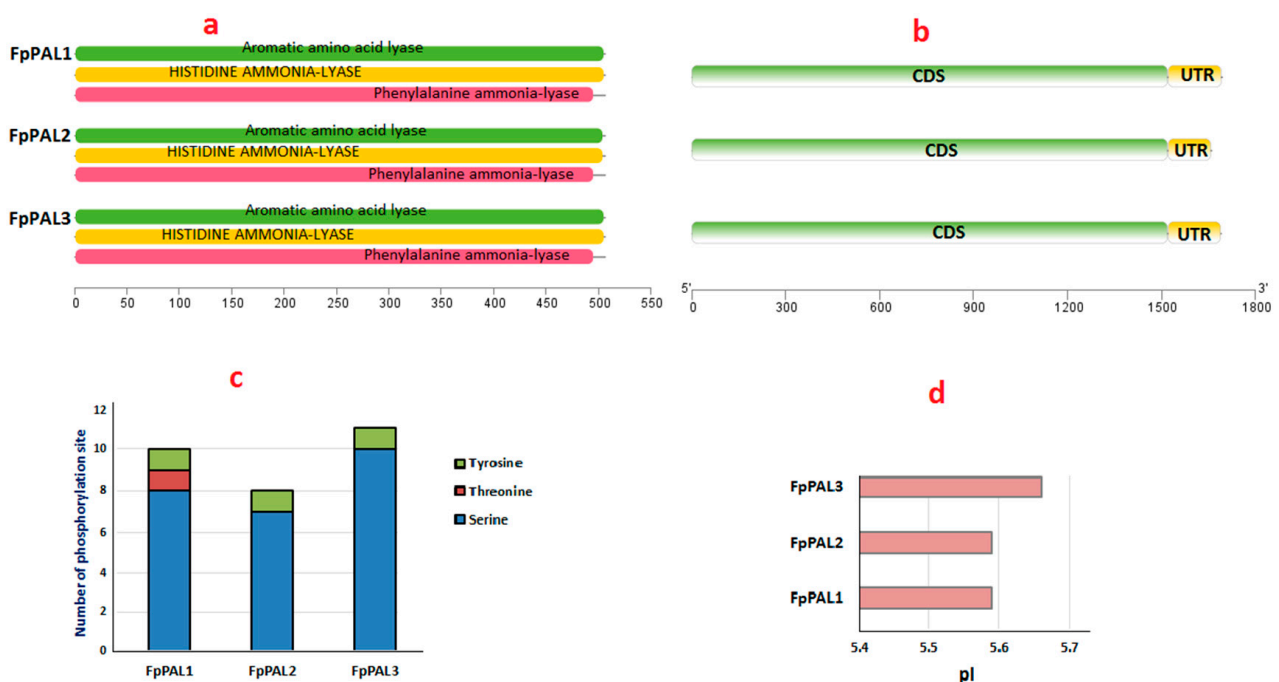 a
FpPAL1
Aromatic amino acid lyase
HISTIDINE AMMONIA-LYASE
Phenylalanine ammonia-lyase
FpPAL2
Aromatic amino acid lyase
HISTIDINE AMMONIA-LYASE
Phenylalanine ammonia-lyase
FpPAL3
Aromatic amino acid lyase
HISTIDINE AMMONIA-LYASE
Phenylalanine ammonia-lyase
0 50 100 150 200 250 300 350 400 450 500 550
b
CDS UTR
CDS UTR
CDS UTR
5' 3'
0 300 600 900 1200 1500 1800
c
Number of phosphorylation site
12
10
8
6
4
2
0
FpPAL1 FpPAL2 FpPAL3
Tyrosine
Threonine
Serine
d
FpPAL3
FpPAL2
FpPAL1
5.4 5.5 5.6 5.7
pI